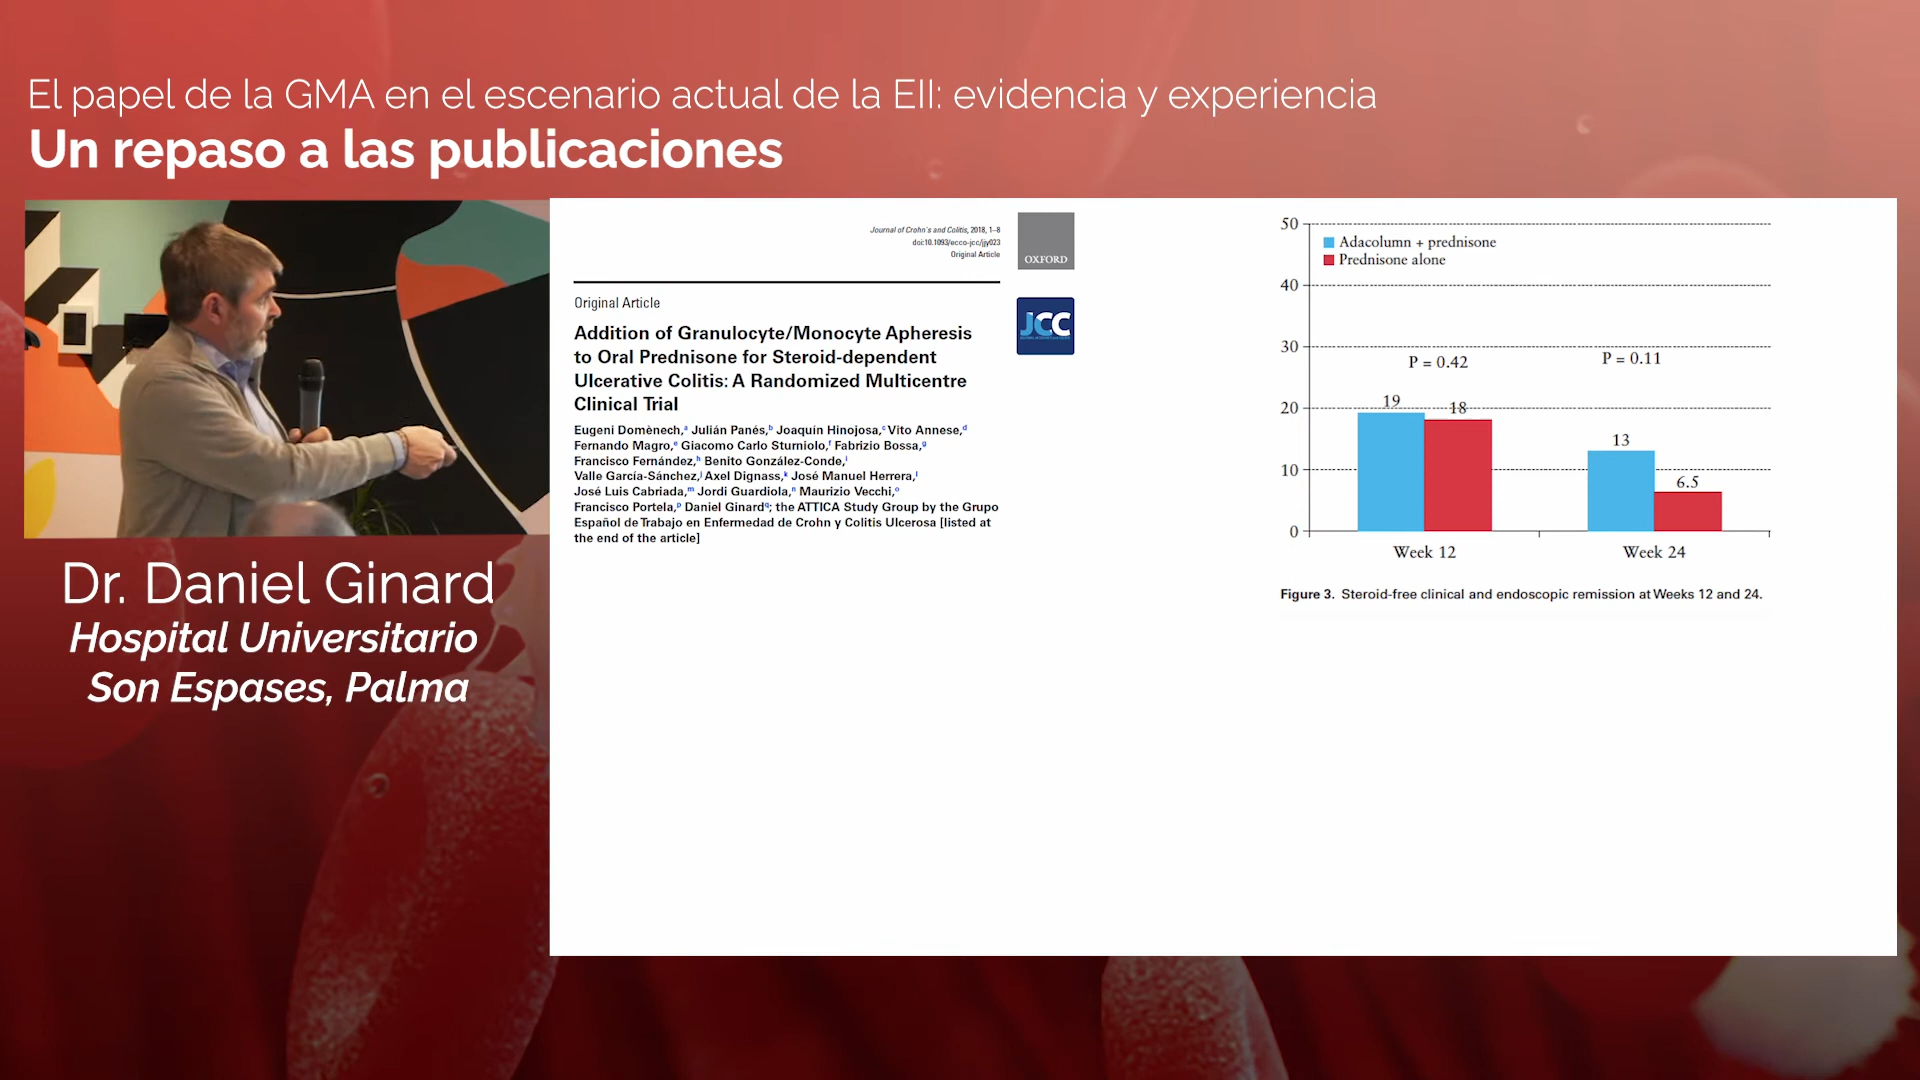 El papel de la GMA en el escenario actual de la EII: evidencia y experiencia
Un repaso a las publicaciones
Dr. Daniel Ginard
Hospital Universitario
Son Espases, Palma
Journal of Crohn's and Colitis, 2018, 1–8
doi:10.1093/ecco-jcc/jjy023
Original Article
OXFORD
JCC
Original Article
Addition of Granulocyte/Monocyte Apheresis
to Oral Prednisone for Steroid-dependent
Ulcerative Colitis: A Randomized Multicentre
Clinical Trial
Eugeni Domènech,a Julián Panés,b Joaquín Hinojosa,c Vito Annese,d
Fernando Magro,e Giacomo Carlo Sturniolo,f Fabrizio Bossa,g
Francisco Fernández,h Benito González-Conde,i
Valle García-Sánchez,j Axel Dignass,k José Manuel Herrera,l
José Luis Cabriada,m Jordi Guardiola,n Maurizio Vecchi,o
Francisco Portela,p Daniel Ginardq; the ATTICA Study Group by the Grupo
Español de Trabajo en Enfermedad de Crohn y Colitis Ulcerosa [listed at
the end of the article]
50
40
30
20
10
0
Adacolumn + prednisone
Prednisone alone
P = 0.42
P = 0.11
19
18
13
6.5
Week 12
Week 24
Figure 3. Steroid-free clinical and endoscopic remission at Weeks 12 and 24.